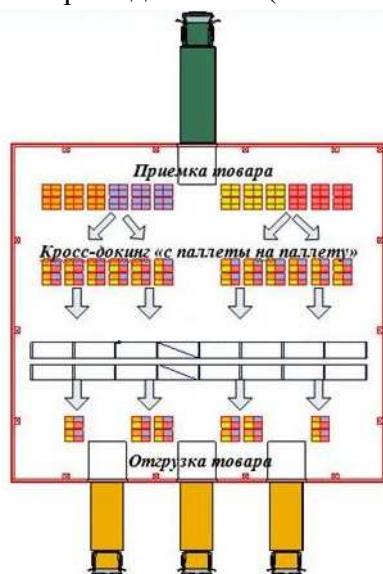 Приемка товара
Кросс-докинг «с паллеты на паллету»
Отгрузка товара